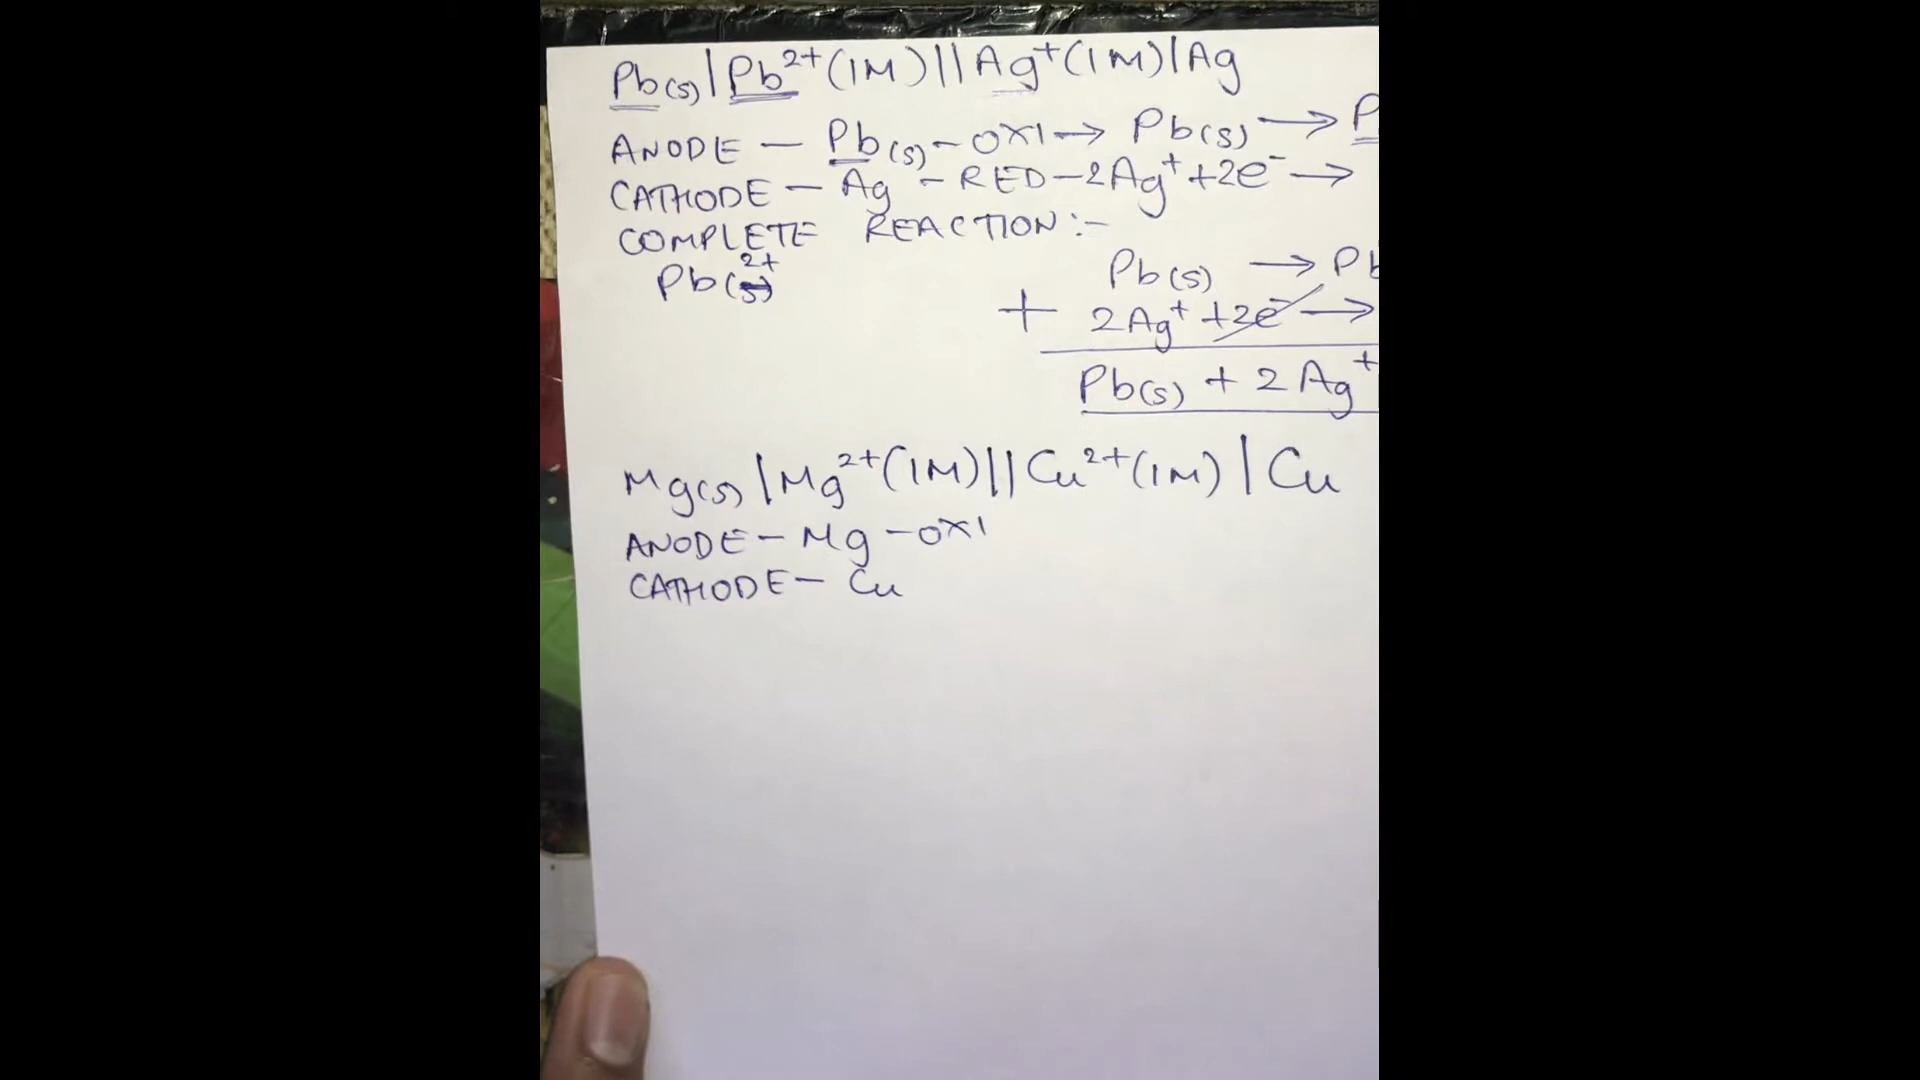 Pb(s)|Pb²⁺(1M)||Ag⁺(1M)|Ag
ANODE — Pb(s) - OXI → Pb(s) → P
CATHODE — Ag - RED - 2Ag⁺ + 2e⁻ →
COMPLETE REACTION :-
Pb(s) → Pb
Pb²⁺
+ 2Ag⁺ + 2e⁻ →
Pb(s) + 2Ag⁺
Mg(s)|Mg²⁺(1M)||Cu²⁺(1M)|Cu
ANODE — Mg - OXI
CATHODE — Cu